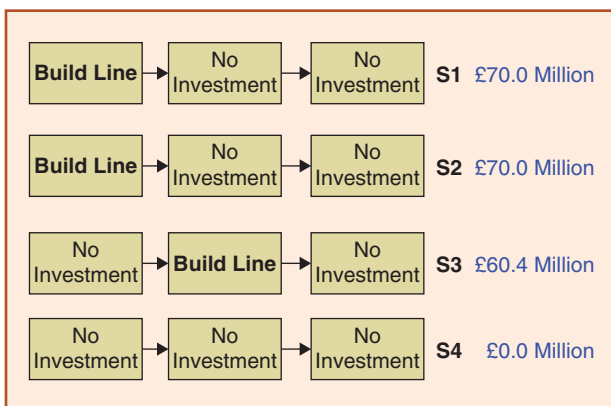 Build Line
No
Investment
No
Investment
S1 £70.0 Million
Build Line
No
Investment
No
Investment
S2 £70.0 Million
No
Investment
Build Line
No
Investment
S3 £60.4 Million
No
Investment
No
Investment
No
Investment
S4 £0.0 Million